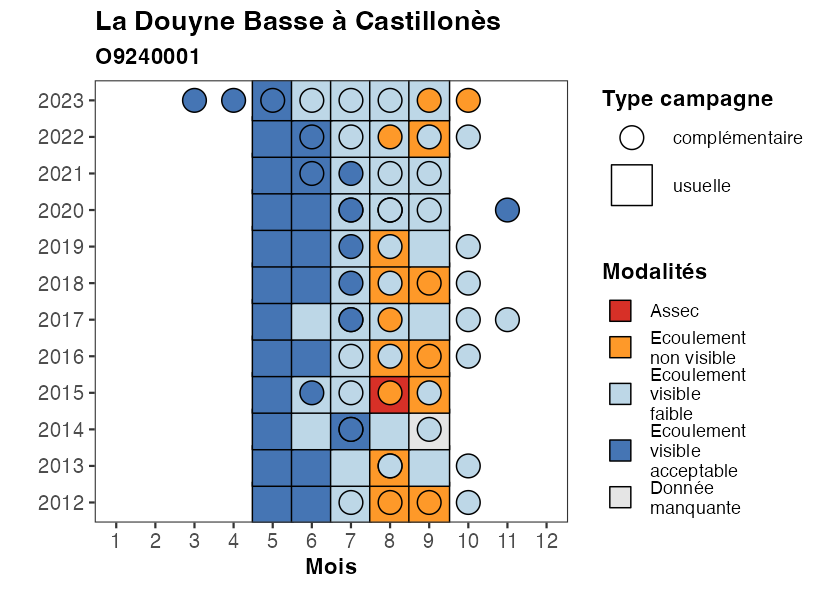 La Douyne Basse à Castillonès
O9240001
2023
2022
2021
2020
2019
2018
2017
2016
2015
2014
2013
2012
1 2 3 4 5 6 7 8 9 10 11 12
Mois
Type campagne
complémentaire
usuelle
Modalités
Assec
Ecoulement
non visible
Ecoulement
visible
faible
Ecoulement
visible
acceptable
Donnée
manquante